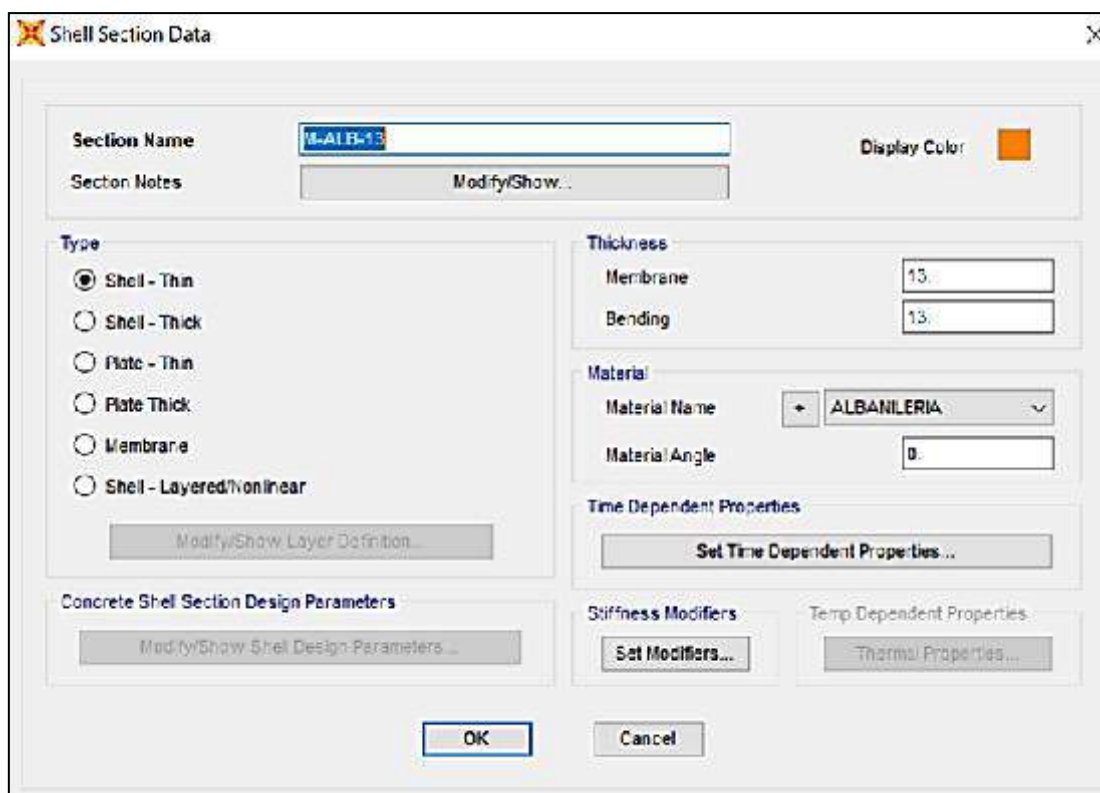 Shell Section Data
Section Name M-ALB-13 Display Color
Section Notes Modify/Show...
Type
Shell - Thin
Shell - Thick
Plate - Thin
Plate Thick
Membrane
Shell - Layered/Nonlinear
Modify/Show Layer Definition...
Concrete Shell Section Design Parameters
Modify/Show Shell Design Parameters...
Thickness
Membrane 13.
Bending 13.
Material
Material Name + ALBANILERIA
Material Angle 0.
Time Dependent Properties
Set Time Dependent Properties...
Stiffness Modifiers
Set Modifiers...
Temp Dependent Properties
Thermal Properties...
OK Cancel